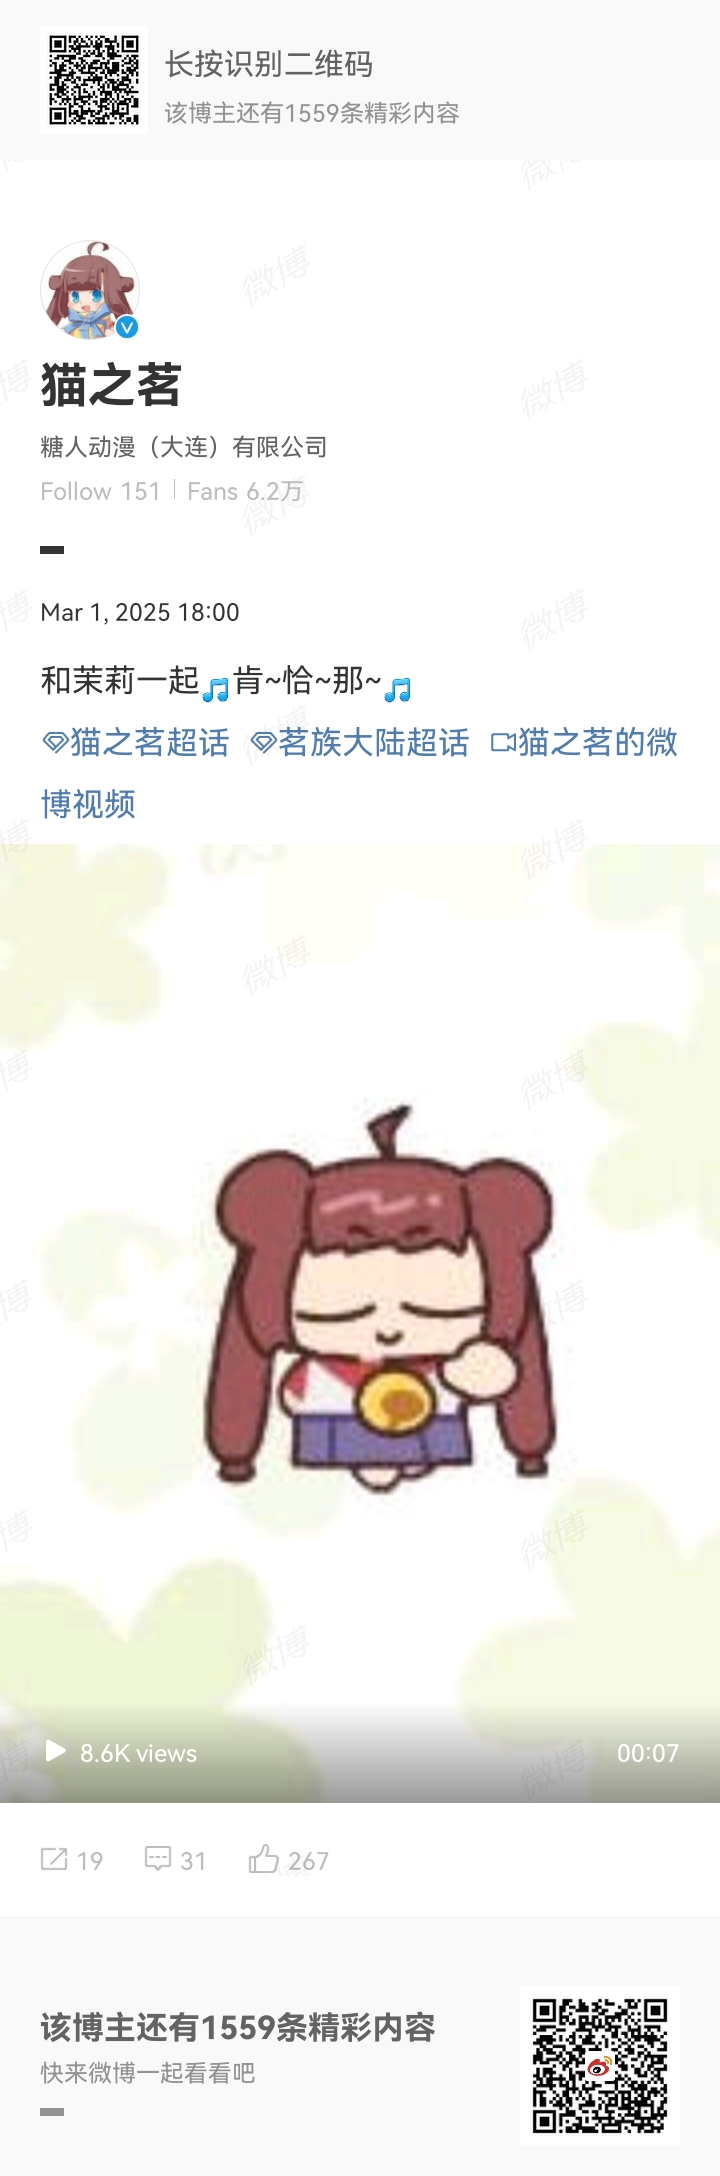 长按识别二维码
该博主还有1559条精彩内容
猫之茗
糖人动漫（大连）有限公司
Follow 151 | Fans 6.2万
Mar 1, 2025 18:00
和茉莉一起🎵肯~恰~那~🎵
猫之茗超话 茗族大陆超话 猫之茗的微
博视频
8.6K views 00:07
19 31 267
该博主还有1559条精彩内容
快来微博一起看看吧
微博